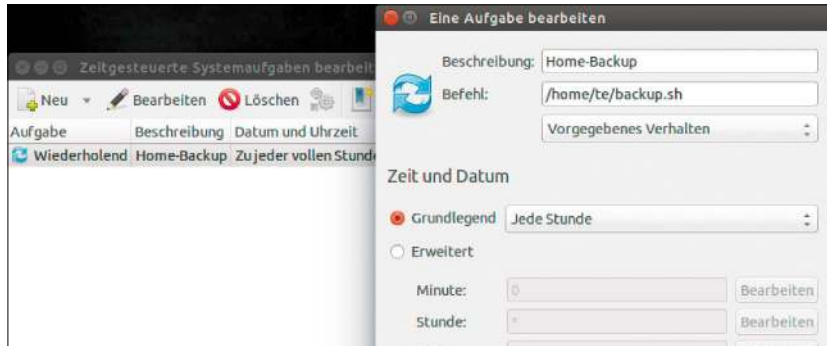 Zeitgesteuerte Systemaufgaben
Neu Bearbeiten Löschen
Aufgabe Beschreibung Datum und Uhrzeit
Wiederholend Home-Backup Zu jeder vollen
Eine Aufgabe bearbeiten
Beschreibung: Home-Backup
Befehl: /home/te/backup.sh
Vorgegebenes Verhalten
Zeit und Datum
Grundlegend Jede Stunde
Erweitert
Minute: 0 Bearbeiten
Stunde: * Bearbeiten